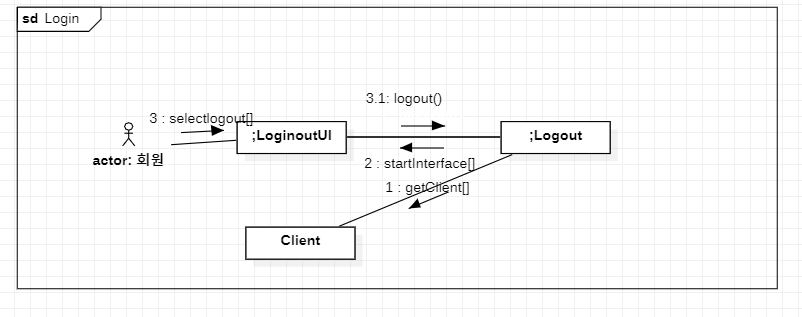 sd Login
3.1: logout()
3 : selectlogout[]
;LoginoutUI
;Logout
actor: 회원
2 : startInterface[]
1 : getClient[]
Client